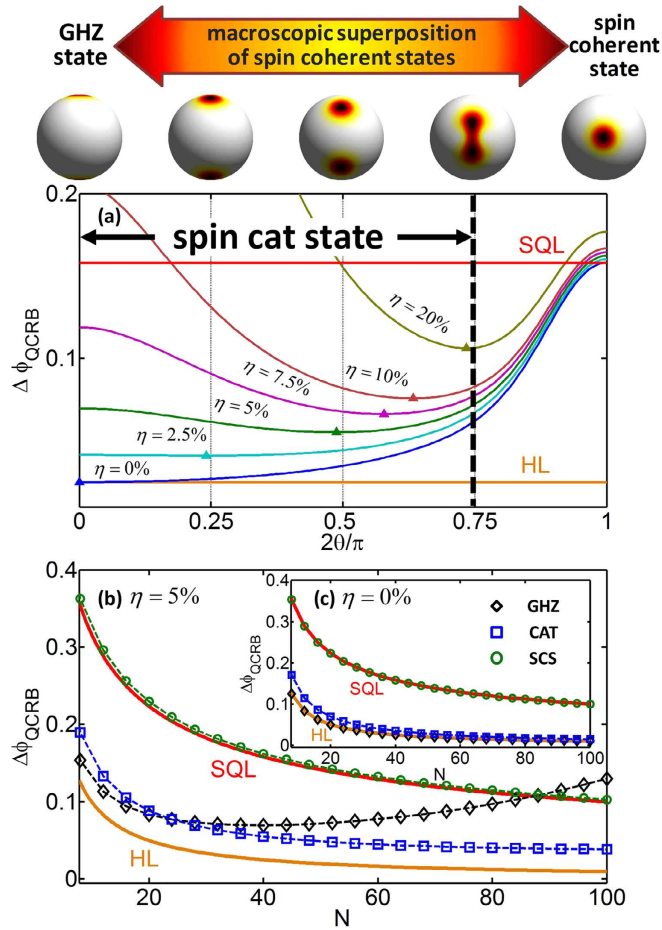 GHZ state
macroscopic superposition of spin coherent states
spin coherent state
0.2
(a)
spin cat state
SQL
η = 20%
0.1
η = 10%
η = 7.5%
η = 5%
η = 2.5%
η = 0%
HL
Δ ϕQCRB
0 0.25 0.5 0.75 1
2θ/π
0.4
(b) η = 5%
0.3
0.2
0.1
0
SQL
HL
ΔϕQCRB
20 40 60 80 100
N
0.4
(c) η = 0%
0.3
0.2
0.1
0
GHZ
CAT
SCS
SQL
HL
ΔϕQCRB
20 40 60 80 100
N